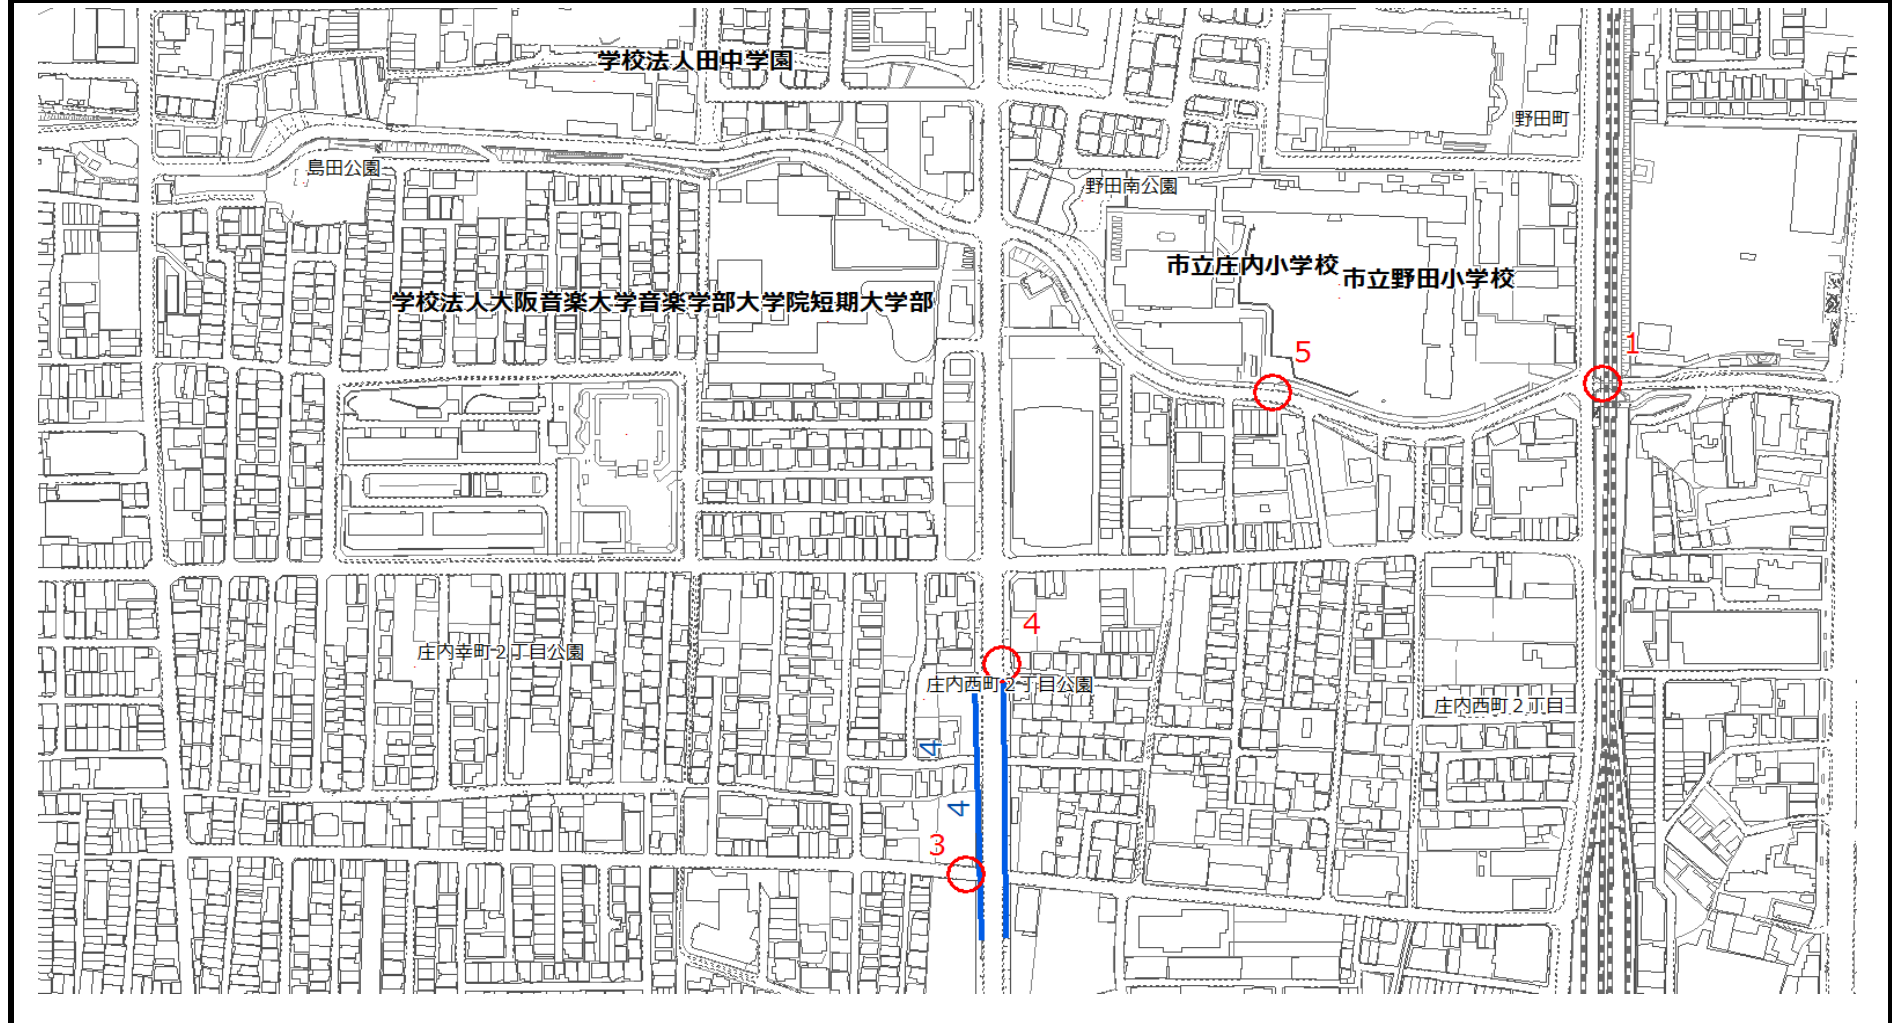 学校法人田中学園
野田町
島田公園
野田南公園
市立庄内小学校
市立野田小学校
学校法人大阪音楽大学音楽学部大学院短期大学部
1
5
4
庄内幸町2丁目公園
庄内西町2丁目公園
庄内西町2丁目
4
4
3